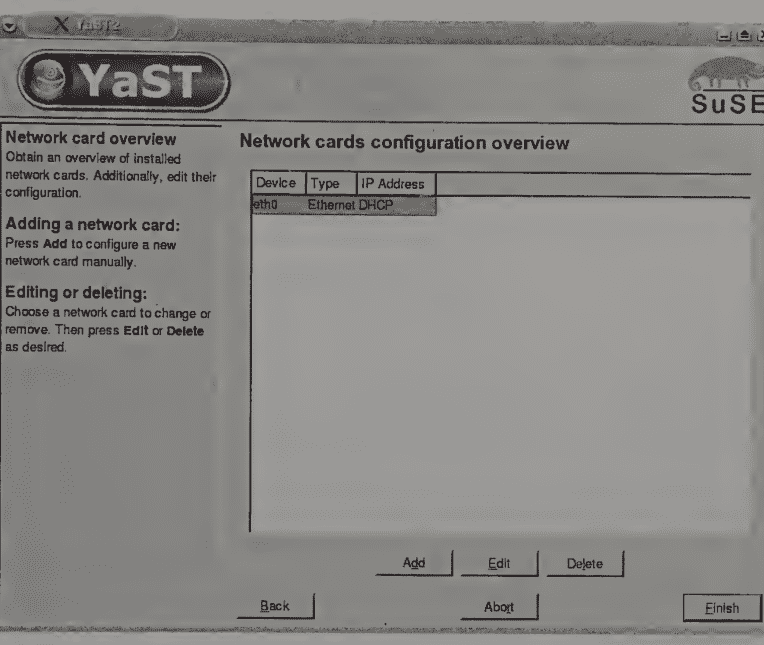 YaST2
YaST
SuSE
Network card overview
Obtain an overview of installed
network cards. Additionally, edit their
configuration.
Adding a network card:
Press Add to configure a new
network card manually.
Editing or deleting:
Choose a network card to change or
remove. Then press Edit or Delete
as desired.
Network cards configuration overview
Device Type IP Address
eth0 Ethernet DHCP
Add Edit Delete
Back Abort Finish